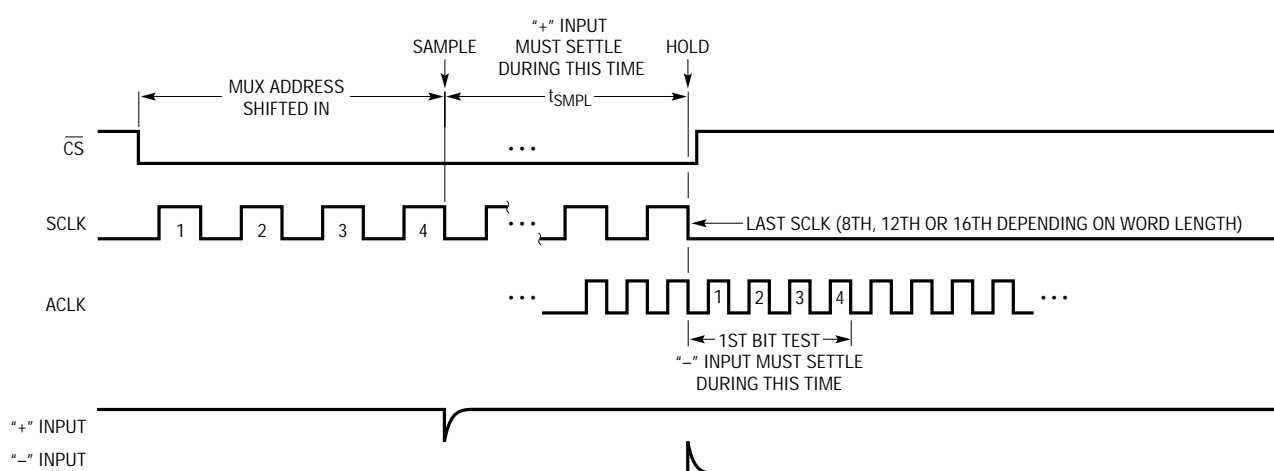 "+" INPUT
SAMPLE MUST SETTLE HOLD
DURING THIS TIME
MUX ADDRESS
SHIFTED IN
tSMPL
CS
•••
SCLK
1 2 3 4
•••
LAST SCLK (8TH, 12TH OR 16TH DEPENDING ON WORD LENGTH)
ACLK
•••
1 2 3 4
•••
1ST BIT TEST
"–" INPUT MUST SETTLE
DURING THIS TIME
"+" INPUT
"–" INPUT